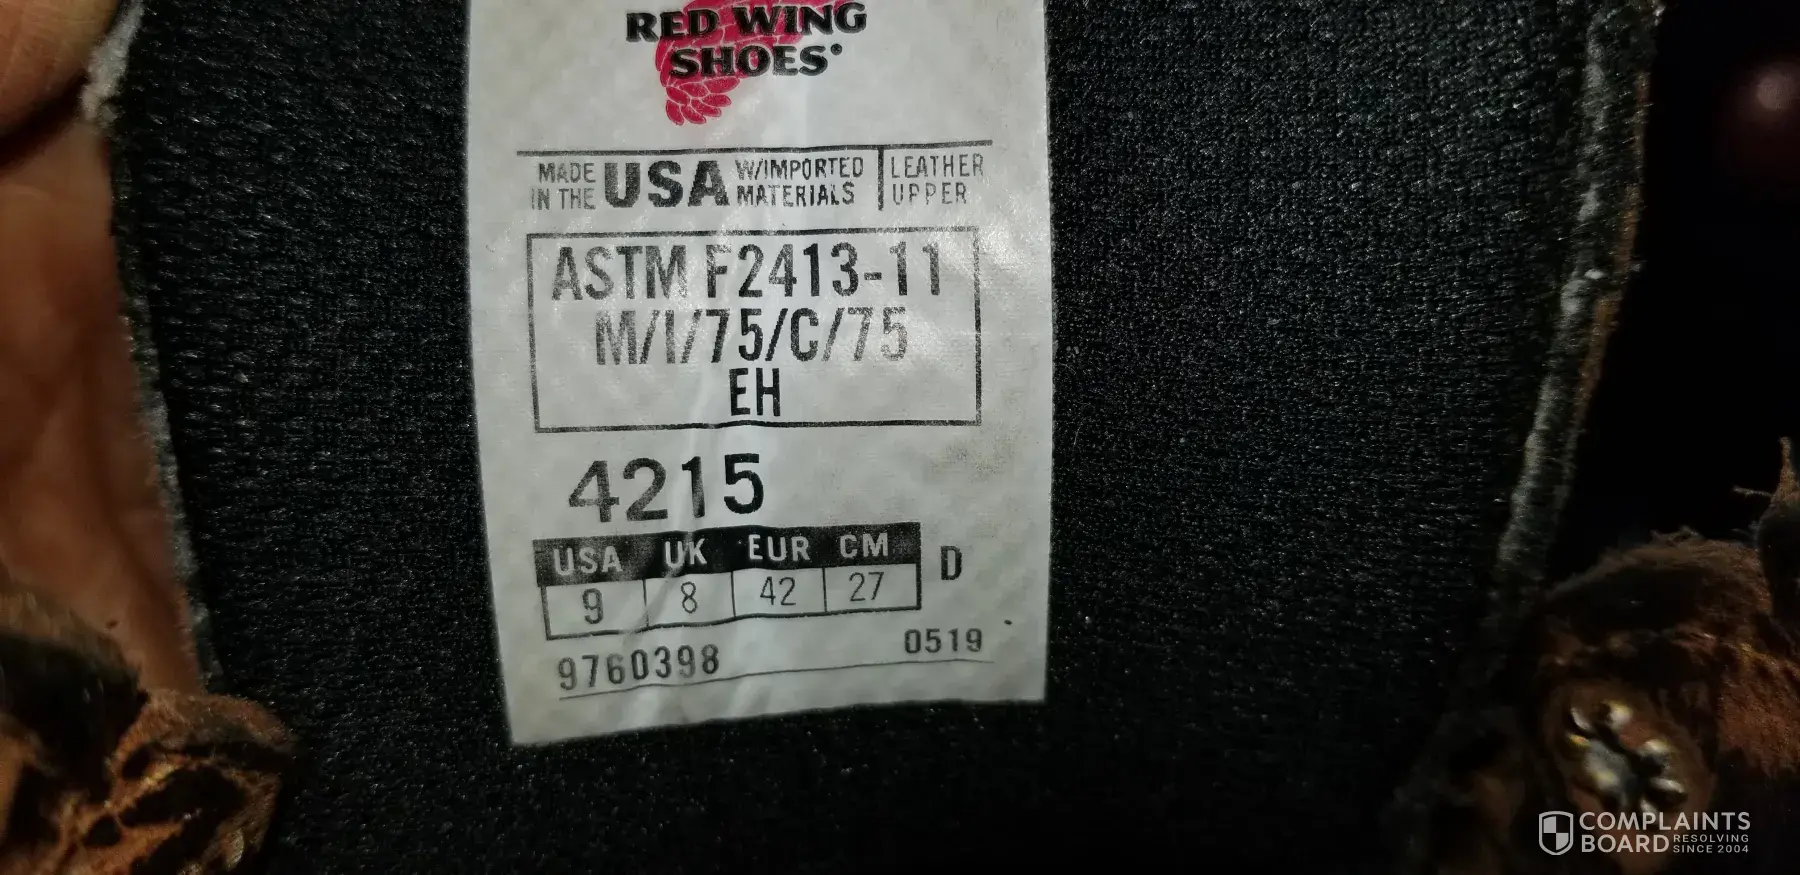 RED WING
SHOES
MADE IN THE USA W/IMPORTED MATERIALS LEATHER UPPER
ASTM F2413-11
M/I/75/C/75
EH
4215
USA UK EUR CM
9 8 42 27 D
9760398 0519
COMPLAINTS
BOARD RESOLVING SINCE 2004